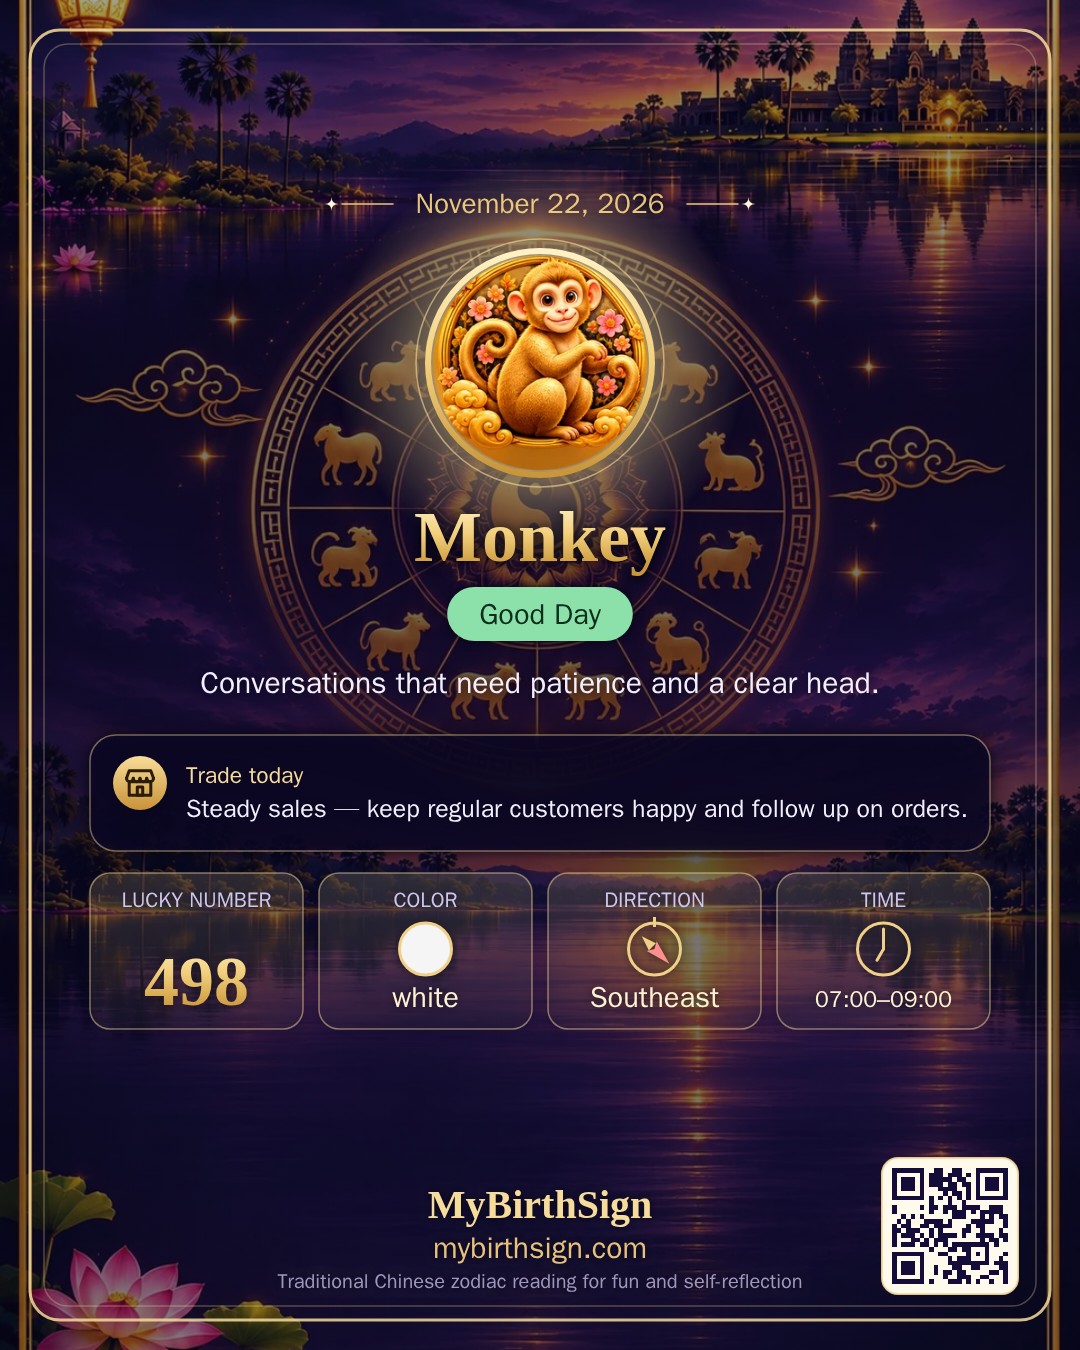 November 22, 2026
Monkey
Good Day
Conversations that need patience and a clear head.
Trade today
Steady sales — keep regular customers happy and follow up on orders.
LUCKY NUMBER
498
COLOR
white
DIRECTION
Southeast
TIME
07:00–09:00
MyBirthSign
mybirthsign.com
Traditional Chinese zodiac reading for fun and self-reflection